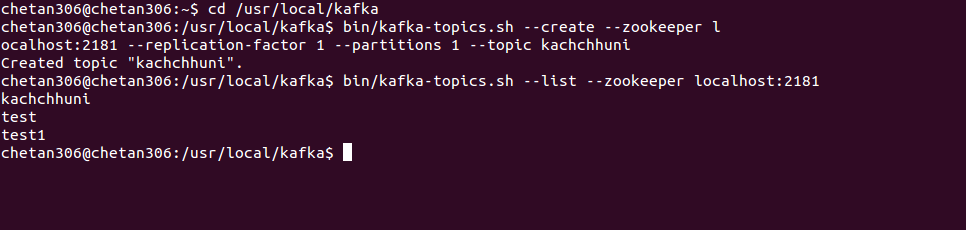 chetan306@chetan306:~$ cd /usr/local/kafka
chetan306@chetan306:/usr/local/kafka$ bin/kafka-topics.sh --create --zookeeper l
ocalhost:2181 --replication-factor 1 --partitions 1 --topic kachchhuni
Created topic "kachchhuni".
chetan306@chetan306:/usr/local/kafka$ bin/kafka-topics.sh --list --zookeeper localhost:2181
kachchhuni
test
test1
chetan306@chetan306:/usr/local/kafka$